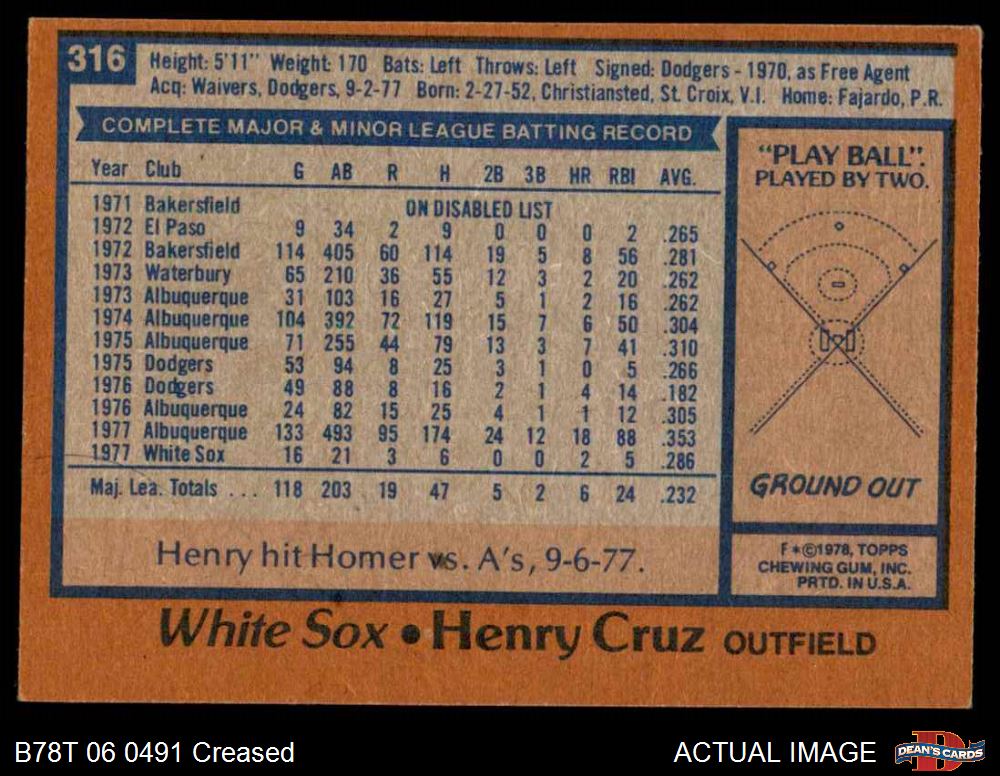 316
Height: 5'11" Weight: 170 Bats: Left Throws: Left Signed: Dodgers - 1970, as Free Agent
Acq: Waivers, Dodgers, 9-2-77 Born: 2-27-52, Christiansted, St. Croix, V.I. Home: Fajardo, P.R.
COMPLETE MAJOR & MINOR LEAGUE BATTING RECORD
Year Club G AB R H 2B 3B HR RBI AVG.
1971 Bakersfield ON DISABLED LIST
1972 El Paso 9 34 2 9 0 0 0 2 .265
1972 Bakersfield 114 405 60 114 19 5 8 56 .281
1973 Waterbury 65 210 36 55 12 3 2 20 .262
1973 Albuquerque 31 103 16 27 5 1 2 16 .262
1974 Albuquerque 104 392 72 119 15 7 6 50 .304
1975 Albuquerque 71 255 44 79 13 3 7 41 .310
1975 Dodgers 53 94 8 25 3 1 0 5 .266
1976 Dodgers 49 88 8 16 2 1 4 14 .182
1976 Albuquerque 24 82 15 25 4 1 1 12 .305
1977 Albuquerque 133 493 95 174 24 12 18 88 .353
1977 White Sox 16 21 3 6 0 0 2 5 .286
Maj. Lea. Totals ... 118 203 19 47 5 2 6 24 .232
Henry hit Homer vs. A's, 9-6-77.
"PLAY BALL".
PLAYED BY TWO.
GROUND OUT
F*©1978, TOPPS
CHEWING GUM, INC.
PRTD. IN U.S.A.
White Sox • Henry Cruz OUTFIELD
B78T 06 0491 Creased
ACTUAL IMAGE
DEAN'S CARDS